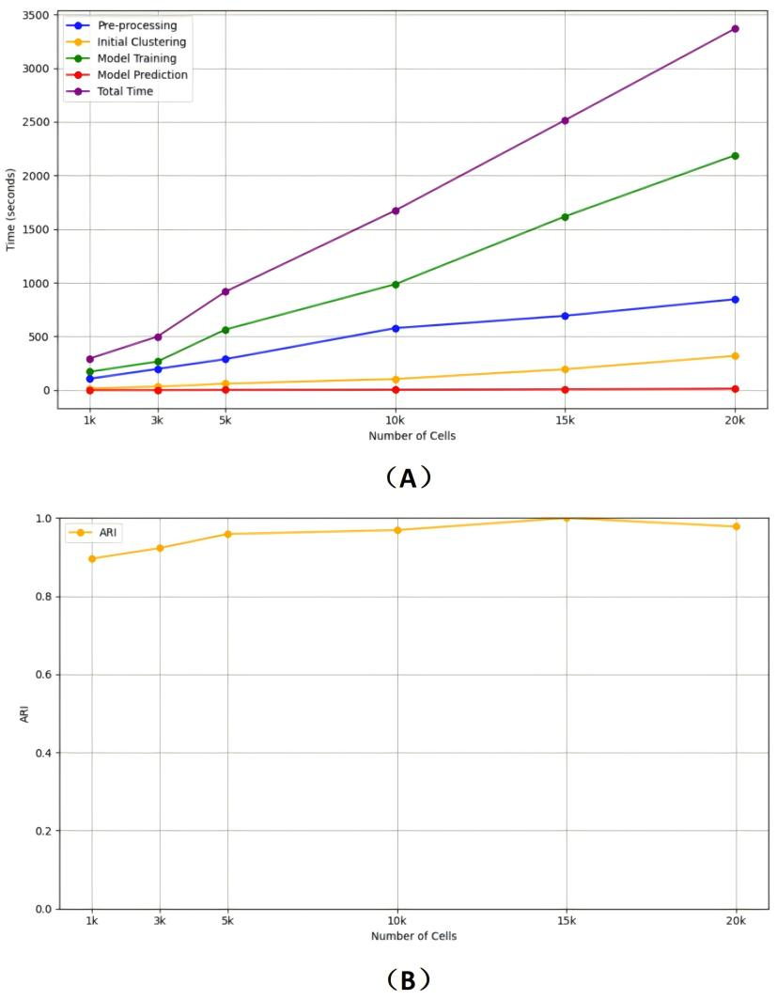 3500
3000
2500
2000
1500
1000
500
0
Time (seconds)
Pre-processing
Initial Clustering
Model Training
Model Prediction
Total Time
1k 3k 5k 10k 15k 20k
Number of Cells
(A)
1.0
0.8
0.6
0.4
0.2
0.0
ARI
ARI
1k 3k 5k 10k 15k 20k
Number of Cells
(B)